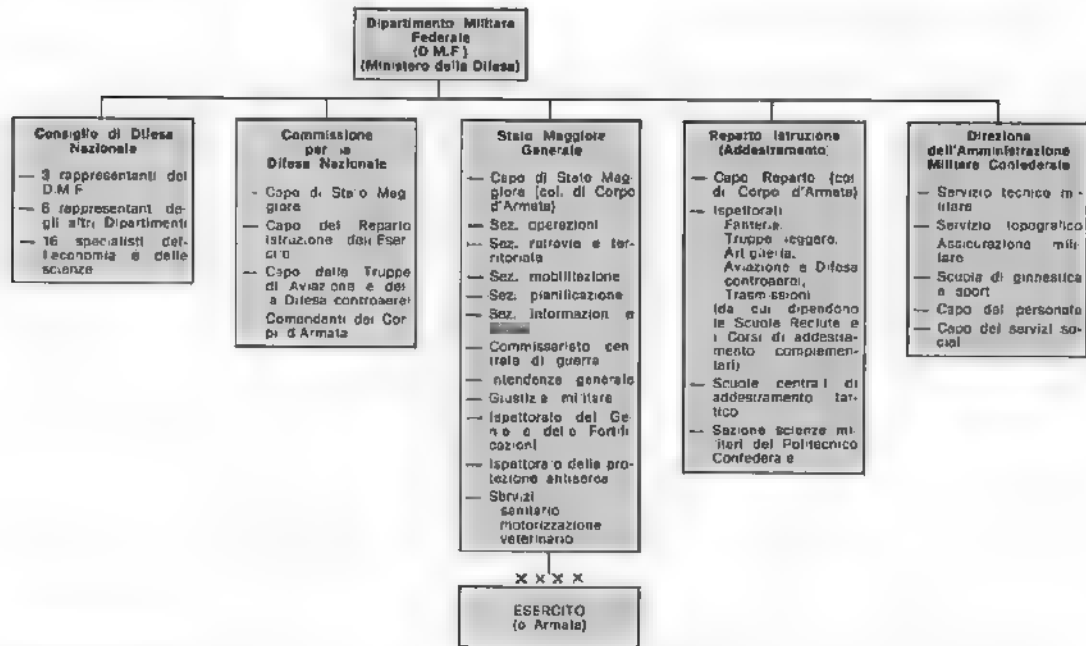 Dipartimento Militare
Federale
(D M.F)
(Ministero della Difesa)
Consiglio di Difesa
Nazionale
— 3 rappresentanti del
D.M.F
— 6 rappresentant de-
gli altri Dipartimenti
— 16 specialisti del-
l'economia e delle
scienze
Commissione
per la
Difesa Nazionale
- Capo di Stato Mag
giore
— Capo del Reparto
Istruzione dell Eser
cito
— Capo delle Truppe
di Aviazione e del
la Difesa controaerei
Comandanti dei Cor
pi d'Armata
Stato Maggiore
Generale
— Capo di Stato Mag-
giore (col. di Corpo
d'Armata)
— Sez. operazioni
— Sez. ferrovie e ter-
ritoriale
— Sez. mobilitazione
— Sez. pianificazione
— Sez. Informazion e
— Commissariato cen-
trale di guerra
— Intendenza generale
— Giustizia militare
— Ispettorato del Ge-
nio e delle Fortifi
cazioni
— Ispettorato della pro-
tezione antiaerea
— Servizi
sanitario
motorizzazione
veterinario
Reparto Istruzione
(Addestramento)
— Capo Reparto (col
di Corpo d'Armata)
— Ispettorati
Fanteria,
Truppe leggere,
Artiglieria,
Aviazione e Difesa
controaerei,
Trasmissioni
(da cui dipendono
le Scuole Reclute e
i Corsi di addestra-
mento complemen-
tari)
— Scuole centrali di
addestramento tat-
tico
— Sezione scienze mi-
litari del Politecnico
Confederale
Direzione
dell'Amministrazione
Militare Confederale
— Servizio tecnico mi-
litare
— Servizio topografico
Assicurazione mili-
tare
— Scuola di ginnastica
e sport
— Capo del personale
— Capo dei servizi so-
ciali
X X X X
ESERCITO
(o Armata)